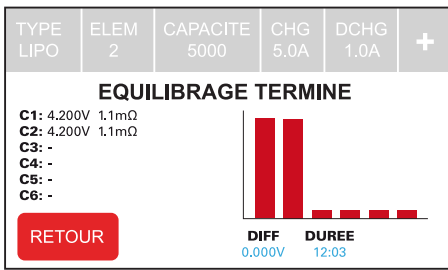 TYPE ELEM CAPACITE CHG DCHG +
LIPO 2 5000 5.0A 1.0A
EQUILIBRAGE TERMINE
C1: 4.200V 1.1mΩ
C2: 4.200V 1.1mΩ
C3: -
C4: -
C5: -
C6: -
RETOUR
DIFF DUREE
0.000V 12:03